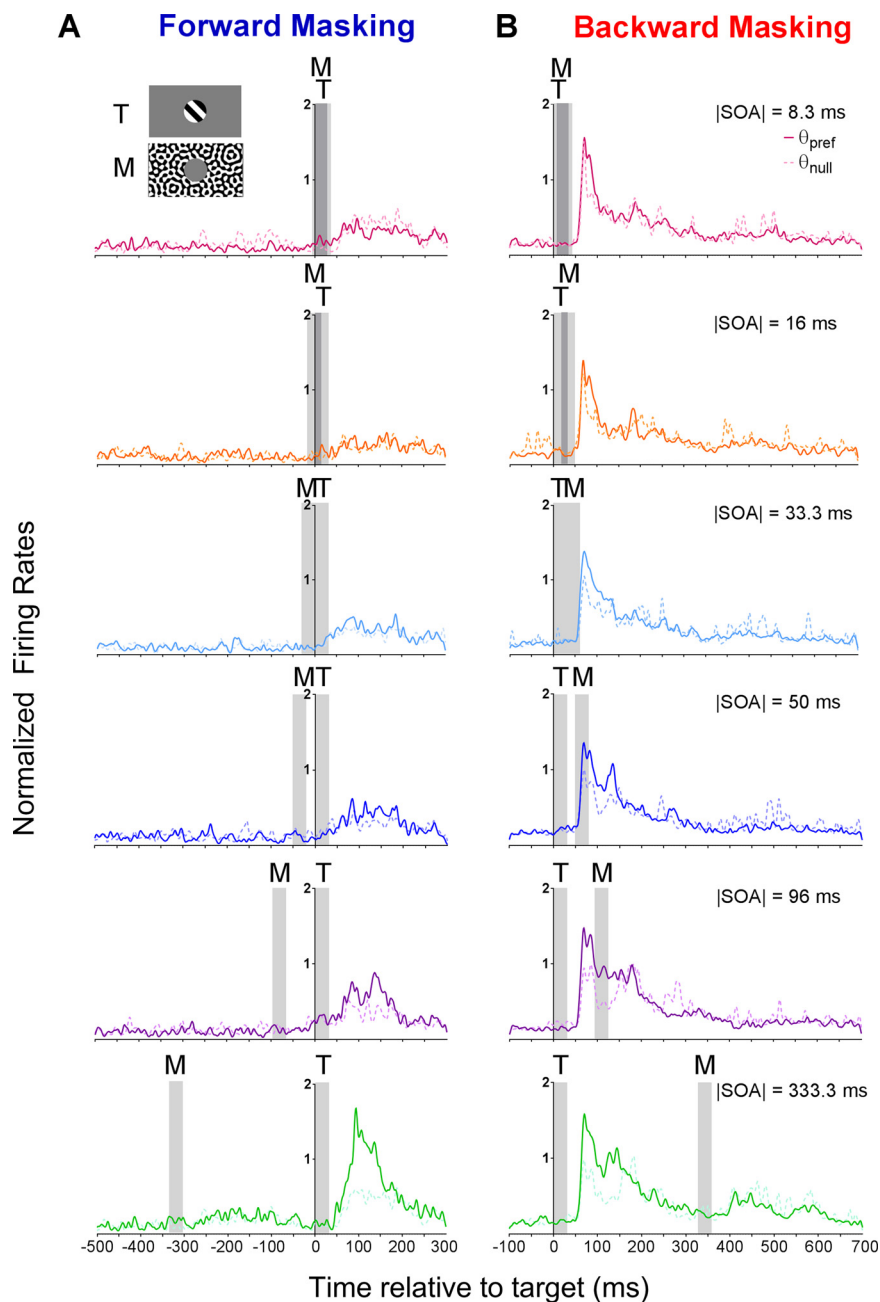 A Forward Masking B Backward Masking
M M
T T
T
M
2 2
|SOA| = 8.3 ms
θpref
θnull
1 1
M M
T T
2 2
|SOA| = 16 ms
1 1
MT TM
2 2
|SOA| = 33.3 ms
1 1
MT T M
2 2
|SOA| = 50 ms
1 1
M T T M
2 2
|SOA| = 96 ms
1 1
M T T M
2 2
|SOA| = 333.3 ms
1 1
Normalized Firing Rates
-500 -400 -300 -200 -100 0 100 200 300 -100 0 100 200 300 400 500 600 700
Time relative to target (ms)